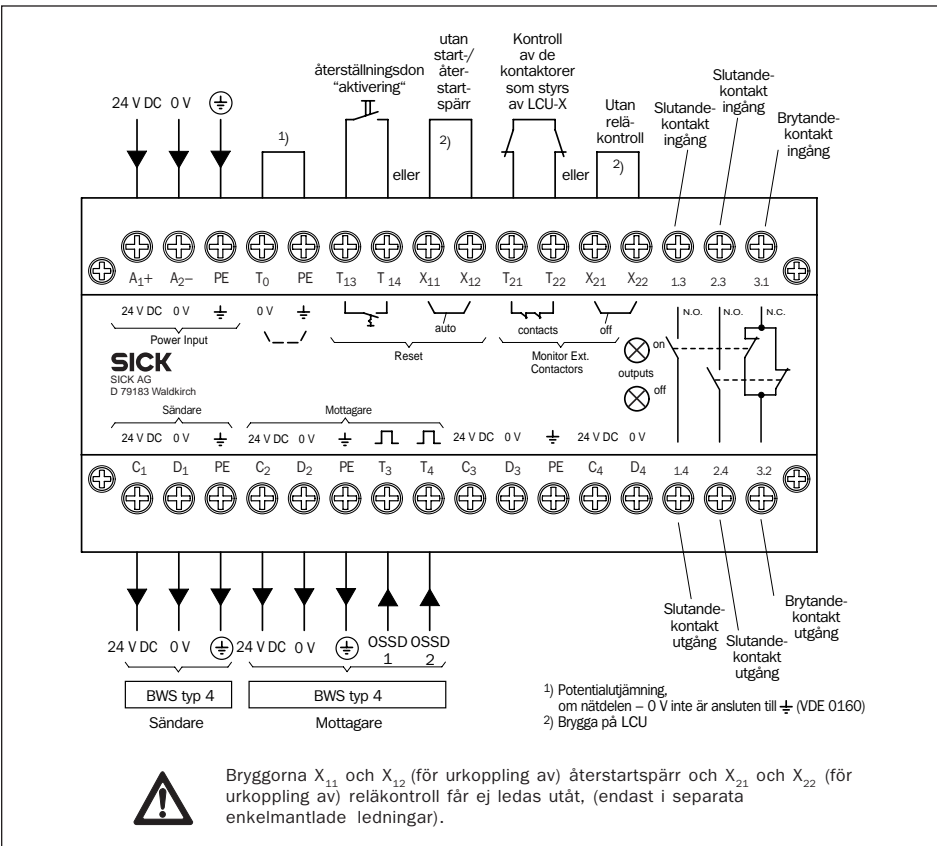 utan
start-/
åter-
start-
spärr
Kontroll
av de
kontaktorer
som styrs
av LCU-X
återställningsdon
"aktivering"
Slutande-
kontakt
ingång
Slutande-
kontakt
ingång
Utan
relä-
kontroll
Brytande-
kontakt
ingång
24 V DC 0 V
1)
2)
2)
eller
eller
A₁+ A₂– PE T₀ PE T₁₃ T₁₄ X₁₁ X₁₂ T₂₁ T₂₂ X₂₁ X₂₂ 1.3 2.3 3.1
24 V DC 0 V 0 V auto contacts off N.O. N.O. N.C.
Power Input
Reset
Monitor Ext.
Contactors
on
outputs
off
SICK
SICK AG
D 79183 Waldkirch
Sändare Mottagare
24 V DC 0 V 24 V DC 0 V 24 V DC 0 V 24 V DC 0 V
C₁ D₁ PE C₂ D₂ PE T₃ T₄ C₃ D₃ PE C₄ D₄ 1.4 2.4 3.2
24 V DC 0 V 24 V DC 0 V OSSD OSSD
1 2
BWS typ 4 BWS typ 4
Sändare Mottagare
Slutande-
kontakt
utgång
Slutande-
kontakt
utgång
Brytande-
kontakt
utgång
1) Potentialutjämning,
om nätdelen – 0 V inte är ansluten till ⏚ (VDE 0160)
2) Brygga på LCU
Bryggorna X₁₁ och X₁₂ (för urkoppling av) återstartspärr och X₂₁ och X₂₂ (för
urkoppling av) reläkontroll får ej ledas utåt, (endast i separata
enkelmantlade ledningar).